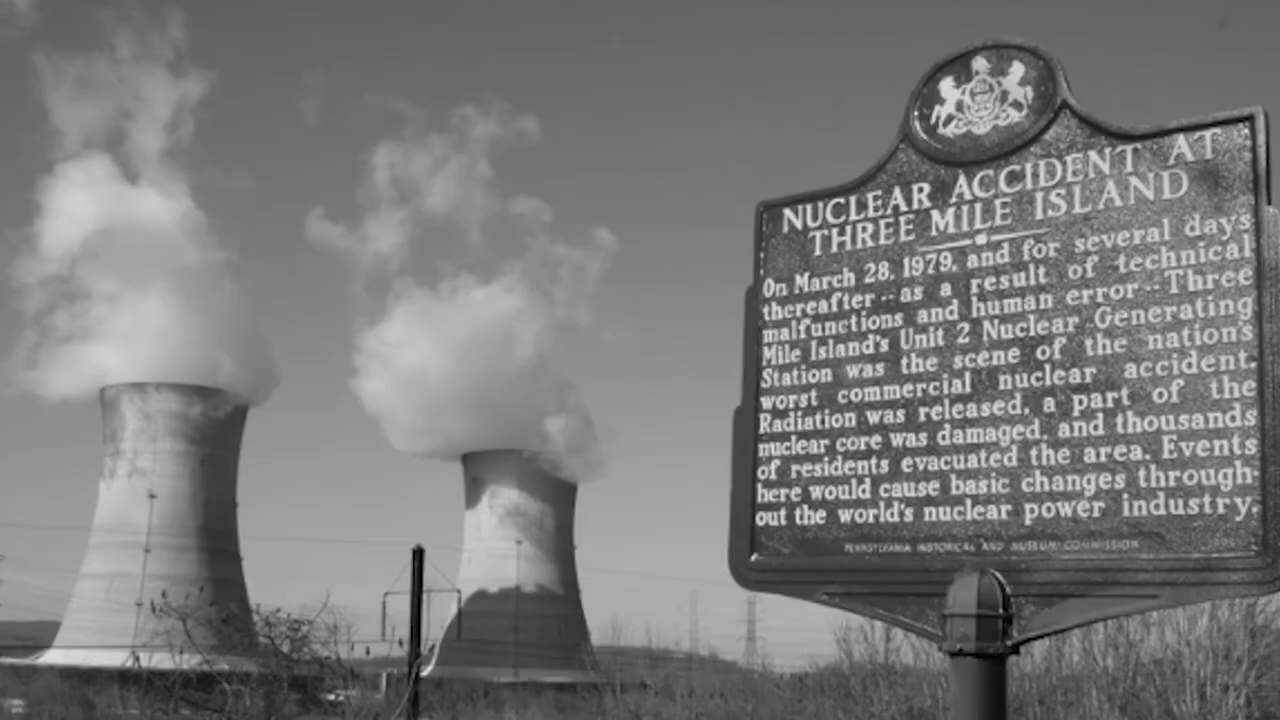 NUCLEAR ACCIDENT AT
THREE MILE ISLAND
On March 28, 1979, and for several days
thereafter--as a result of technical
malfunctions and human error--Three
Mile Island's Unit 2 Nuclear Generating
Station was the scene of the nation's
worst commercial nuclear accident.
Radiation was released, a part of the
nuclear core was damaged, and thousands
of residents evacuated the area. Events
here would cause basic changes through-
out the world's nuclear power industry.
PENNSYLVANIA HISTORICAL AND MUSEUM COMMISSION